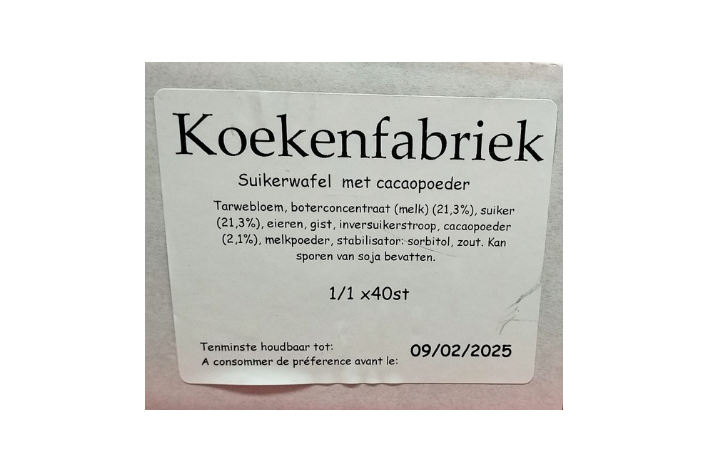 Koekenfabriek
Suikerwafel met cacaopoeder
Tarwebloem, boterconcentraat (melk) (21,3%), suiker
(21,3%), eieren, gist, inversuikerstroop, cacaopoeder
(2,1%), melkpoeder, stabilisator: sorbitol, zout. Kan
sporen van soja bevatten.
1/1 x40st
Tenminste houdbaar tot:
A consommer de préference avant le: 09/02/2025